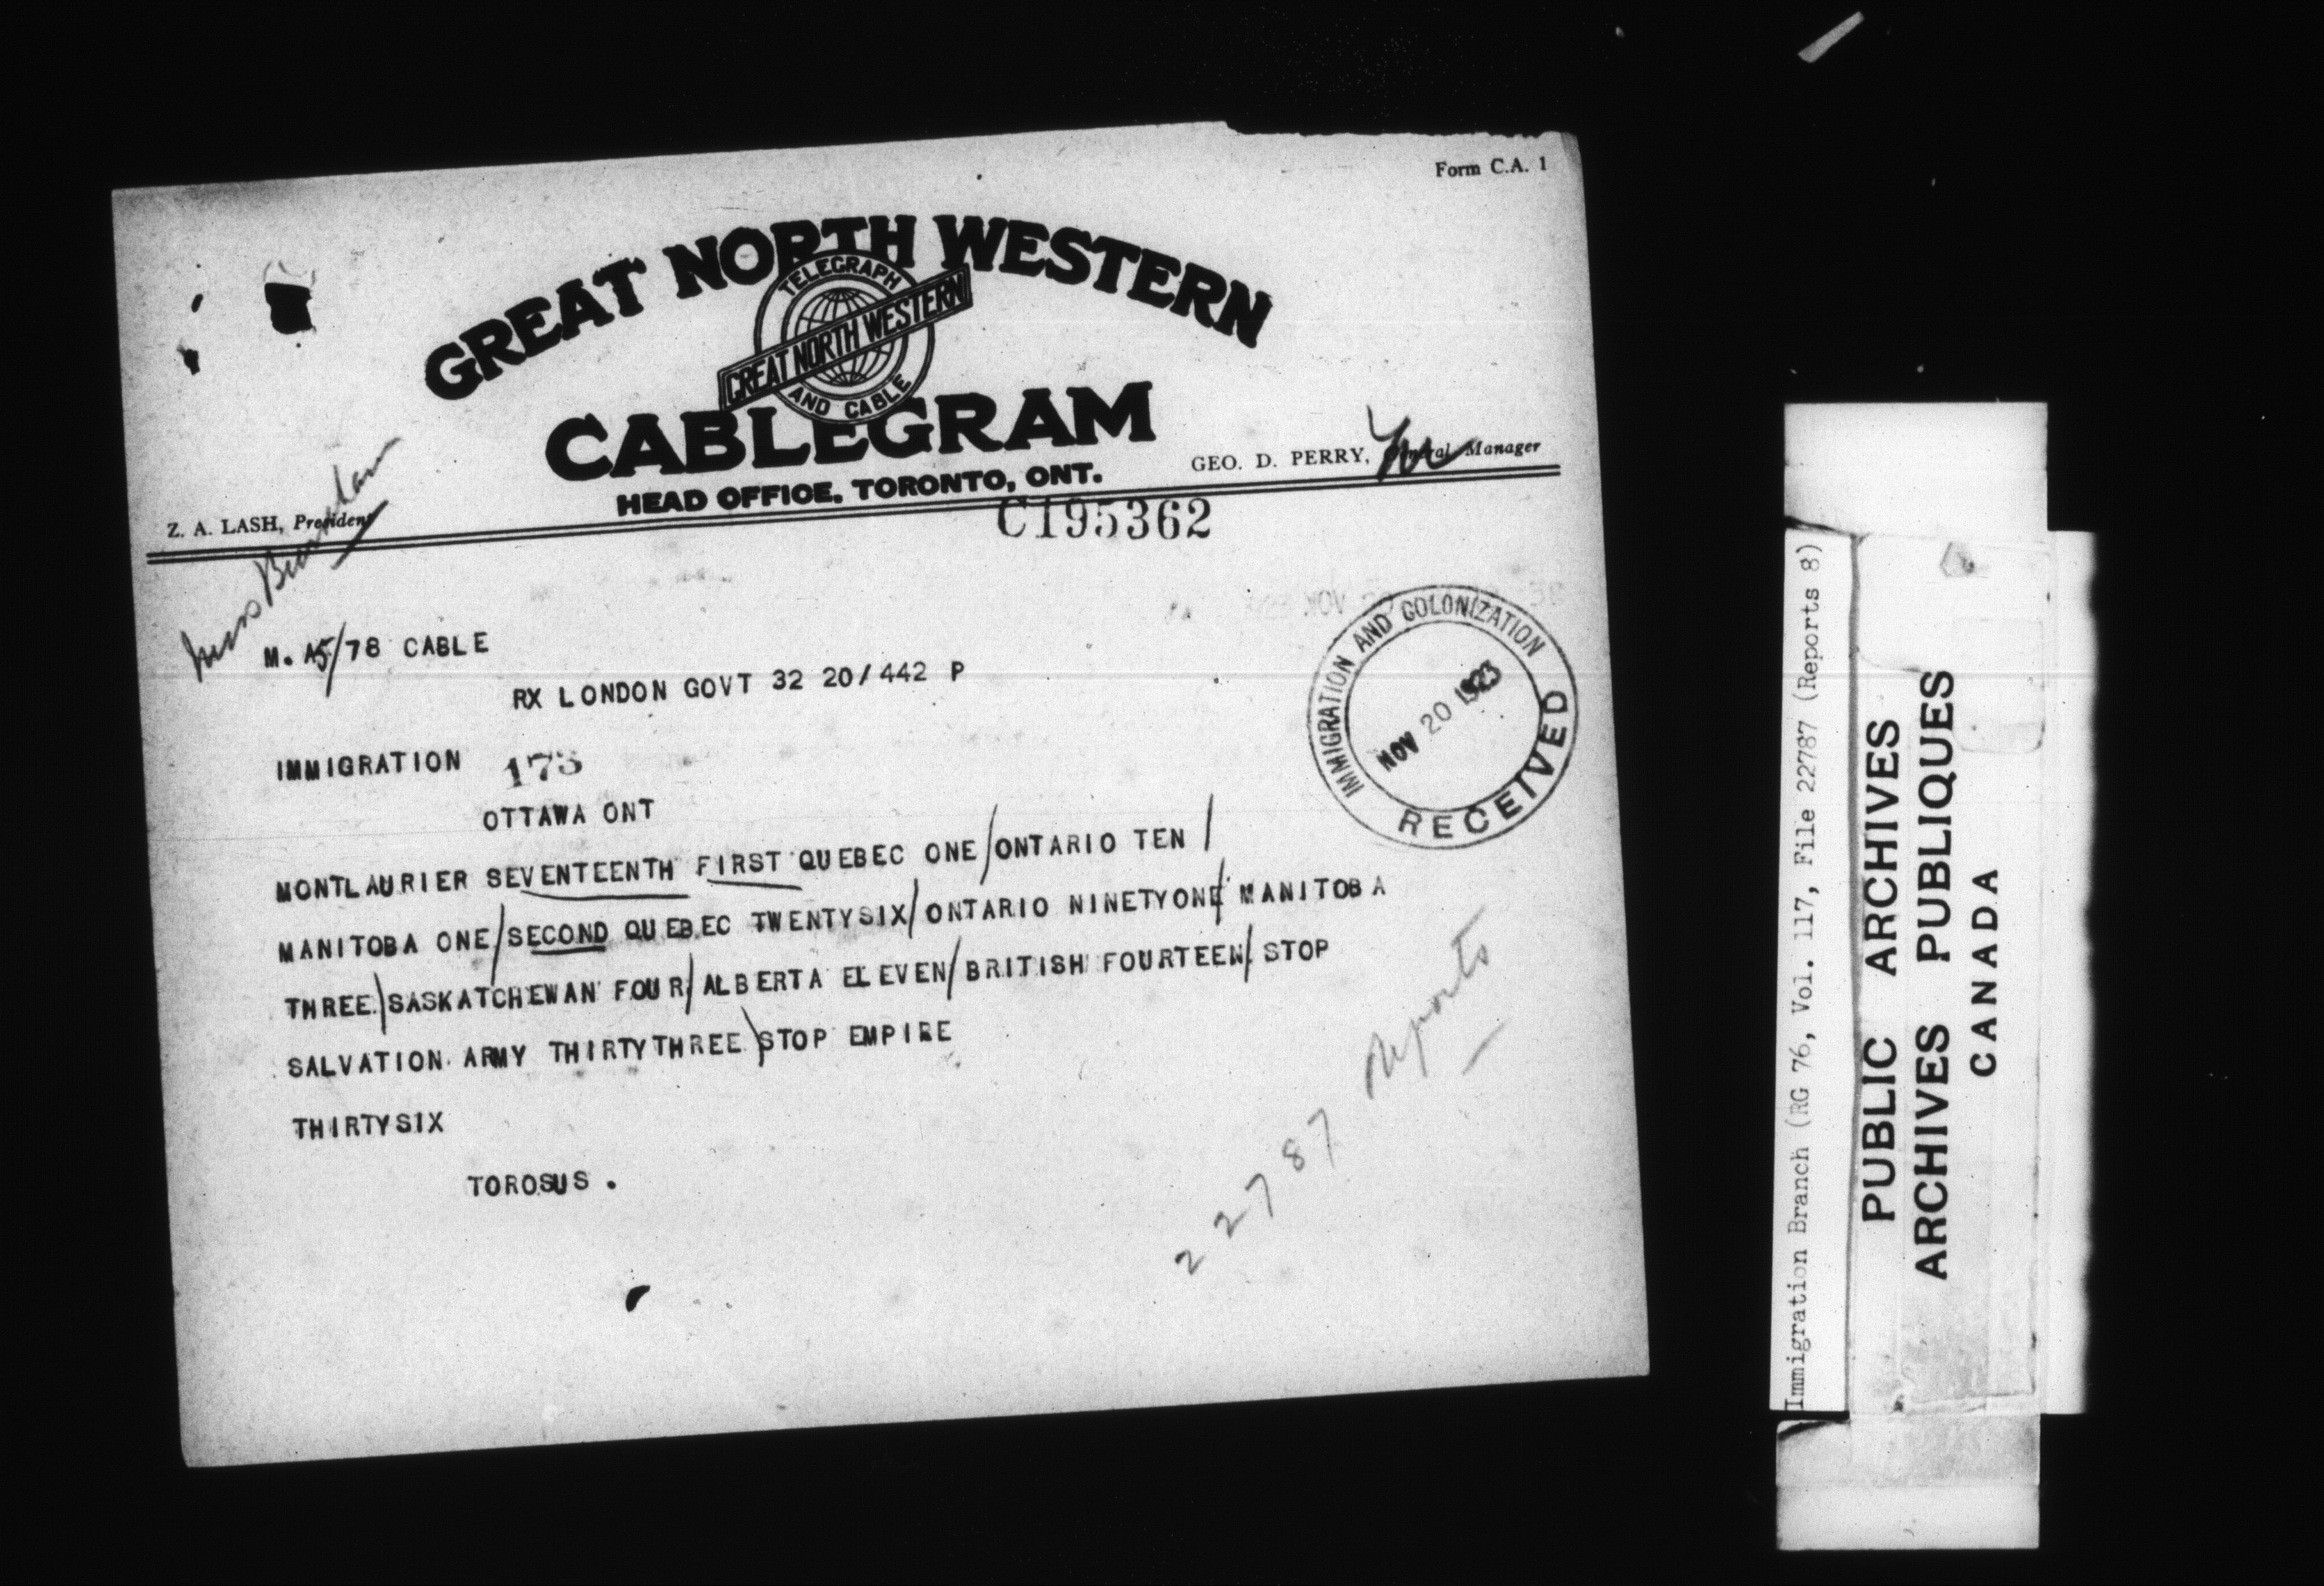 Form C.A. 1
GREAT NORTH WESTERN
TELEGRAPH
GREAT NORTH WESTERN
AND CABLE
CABLEGRAM
HEAD OFFICE, TORONTO, ONT.
Z. A. LASH, President
GEO. D. PERRY, General Manager
C195362
Miss
M. A5/78 CABLE
RX LONDON GOVT 32 20/442 P
IMMIGRATION AND COLONIZATION
NOV 20 1923
RECEIVED
IMMIGRATION 173
OTTAWA ONT
MONTLAURIER SEVENTEENTH FIRST QUEBEC ONE/ONTARIO TEN/
MANITOBA ONE/SECOND QUEBEC TWENTYSIX/ONTARIO NINETYONE/MANITOBA
THREE/SASKATCHEWAN FOUR/ALBERTA ELEVEN/BRITISH FOURTEEN/STOP
SALVATION ARMY THIRTYTHREE\STOP EMPIRE
THIRTYSIX
TOROSUS.
22787 Reports
Immigration Branch (RG 76, Vol. 117, File 22787 (Reports 8)
PUBLIC ARCHIVES
ARCHIVES PUBLIQUES
CANADA